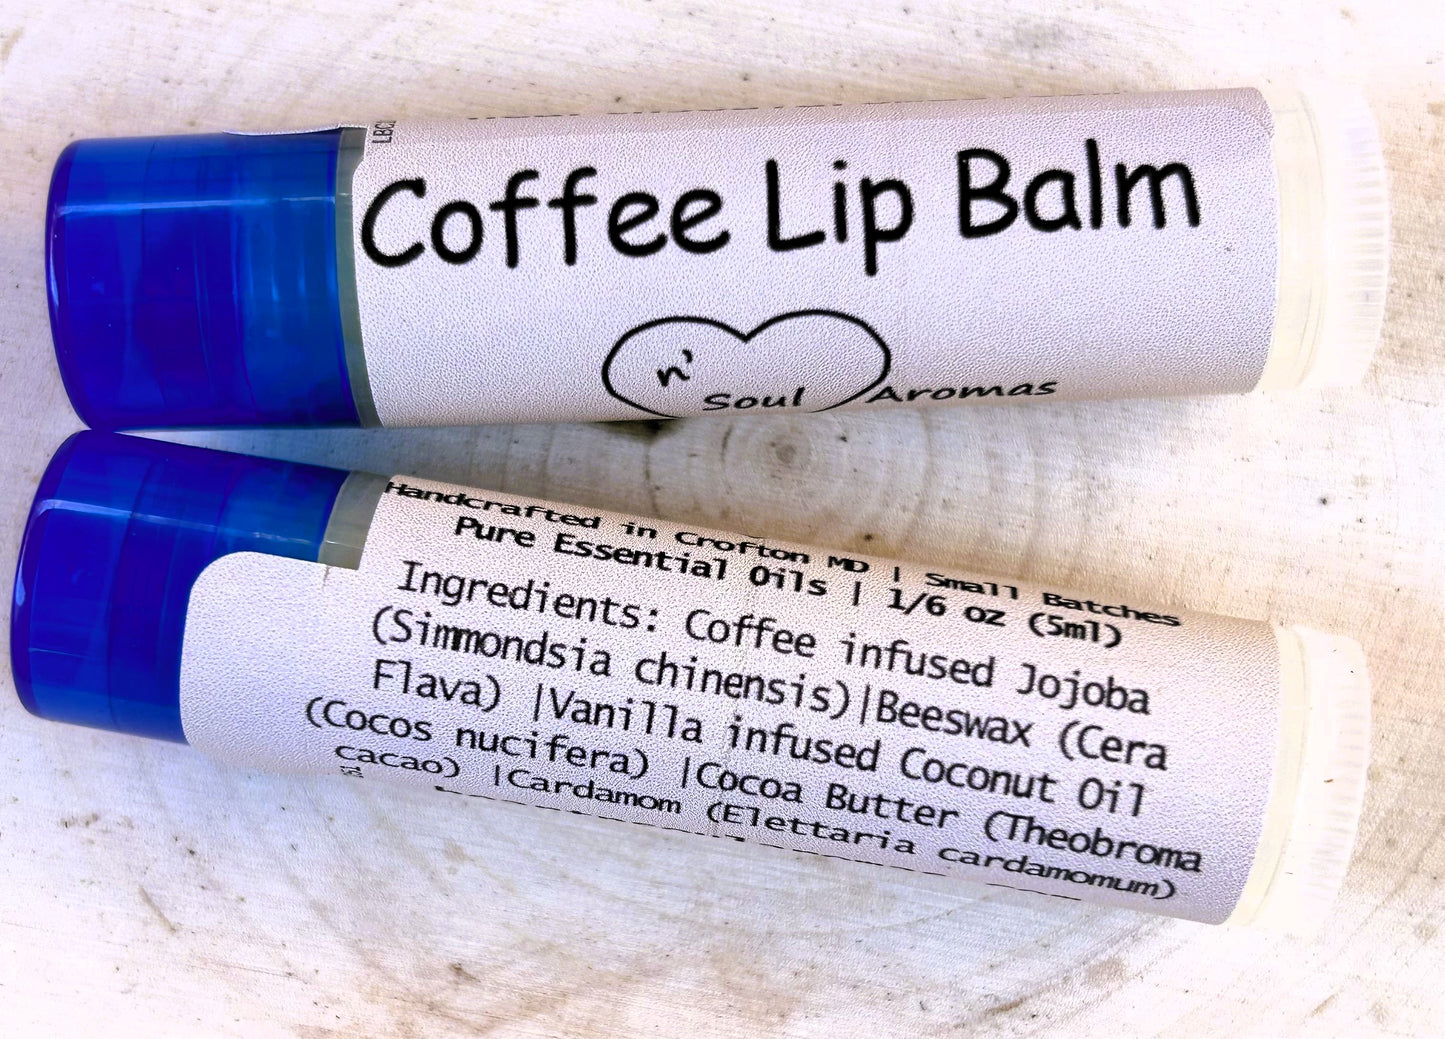 Coffee Lip Balm
n'
Soul Aromas
Handcrafted in Crofton MD | Small Batches
Pure Essential Oils | 1/6 oz (5ml)
Ingredients: Coffee infused Jojoba
(Simmondsia chinensis)|Beeswax (Cera
Flava) |Vanilla infused Coconut Oil
(Cocos nucifera) |Cocoa Butter (Theobroma
cacao) |Cardamom (Elettaria cardamomum)